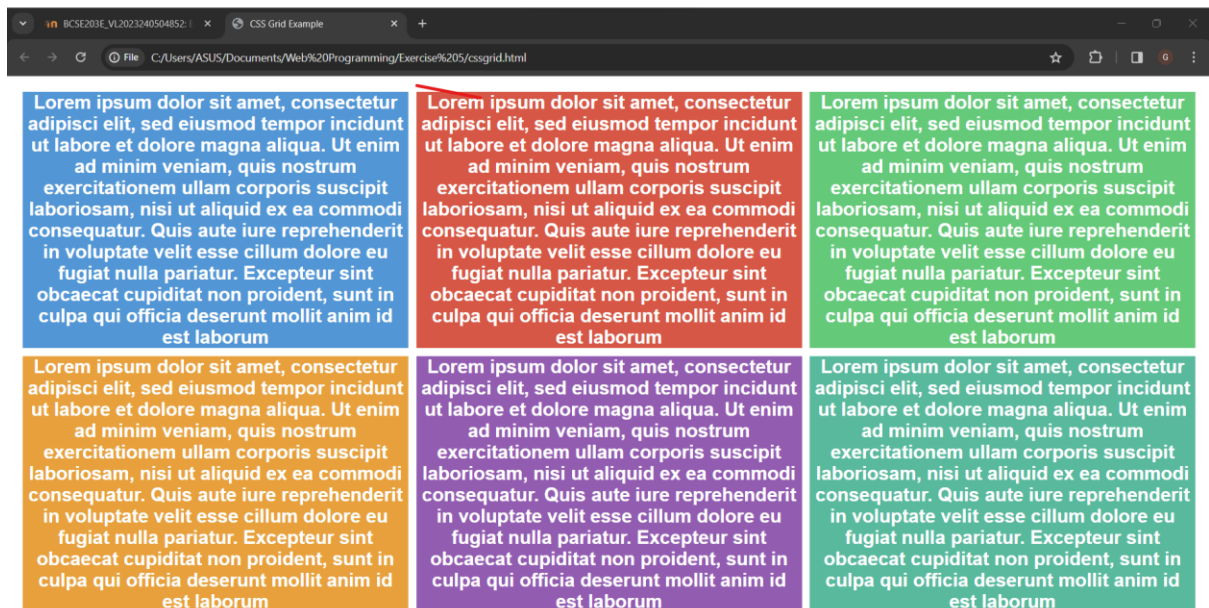 BCSE203E_VL2023240504852:
CSS Grid Example
File C:/Users/ASUS/Documents/Web%20Programming/Exercise%205/cssgrid.html
G
Lorem ipsum dolor sit amet, consectetur
adipisci elit, sed eiusmod tempor incidunt
ut labore et dolore magna aliqua. Ut enim
ad minim veniam, quis nostrum
exercitationem ullam corporis suscipit
laboriosam, nisi ut aliquid ex ea commodi
consequatur. Quis aute iure reprehenderit
in voluptate velit esse cillum dolore eu
fugiat nulla pariatur. Excepteur sint
obcaecat cupiditat non proident, sunt in
culpa qui officia deserunt mollit anim id
est laborum
Lorem ipsum dolor sit amet, consectetur
adipisci elit, sed eiusmod tempor incidunt
ut labore et dolore magna aliqua. Ut enim
ad minim veniam, quis nostrum
exercitationem ullam corporis suscipit
laboriosam, nisi ut aliquid ex ea commodi
consequatur. Quis aute iure reprehenderit
in voluptate velit esse cillum dolore eu
fugiat nulla pariatur. Excepteur sint
obcaecat cupiditat non proident, sunt in
culpa qui officia deserunt mollit anim id
est laborum
Lorem ipsum dolor sit amet, consectetur
adipisci elit, sed eiusmod tempor incidunt
ut labore et dolore magna aliqua. Ut enim
ad minim veniam, quis nostrum
exercitationem ullam corporis suscipit
laboriosam, nisi ut aliquid ex ea commodi
consequatur. Quis aute iure reprehenderit
in voluptate velit esse cillum dolore eu
fugiat nulla pariatur. Excepteur sint
obcaecat cupiditat non proident, sunt in
culpa qui officia deserunt mollit anim id
est laborum
Lorem ipsum dolor sit amet, consectetur
adipisci elit, sed eiusmod tempor incidunt
ut labore et dolore magna aliqua. Ut enim
ad minim veniam, quis nostrum
exercitationem ullam corporis suscipit
laboriosam, nisi ut aliquid ex ea commodi
consequatur. Quis aute iure reprehenderit
in voluptate velit esse cillum dolore eu
fugiat nulla pariatur. Excepteur sint
obcaecat cupiditat non proident, sunt in
culpa qui officia deserunt mollit anim id
est laborum
Lorem ipsum dolor sit amet, consectetur
adipisci elit, sed eiusmod tempor incidunt
ut labore et dolore magna aliqua. Ut enim
ad minim veniam, quis nostrum
exercitationem ullam corporis suscipit
laboriosam, nisi ut aliquid ex ea commodi
consequatur. Quis aute iure reprehenderit
in voluptate velit esse cillum dolore eu
fugiat nulla pariatur. Excepteur sint
obcaecat cupiditat non proident, sunt in
culpa qui officia deserunt mollit anim id
est laborum
Lorem ipsum dolor sit amet, consectetur
adipisci elit, sed eiusmod tempor incidunt
ut labore et dolore magna aliqua. Ut enim
ad minim veniam, quis nostrum
exercitationem ullam corporis suscipit
laboriosam, nisi ut aliquid ex ea commodi
consequatur. Quis aute iure reprehenderit
in voluptate velit esse cillum dolore eu
fugiat nulla pariatur. Excepteur sint
obcaecat cupiditat non proident, sunt in
culpa qui officia deserunt mollit anim id
est laborum